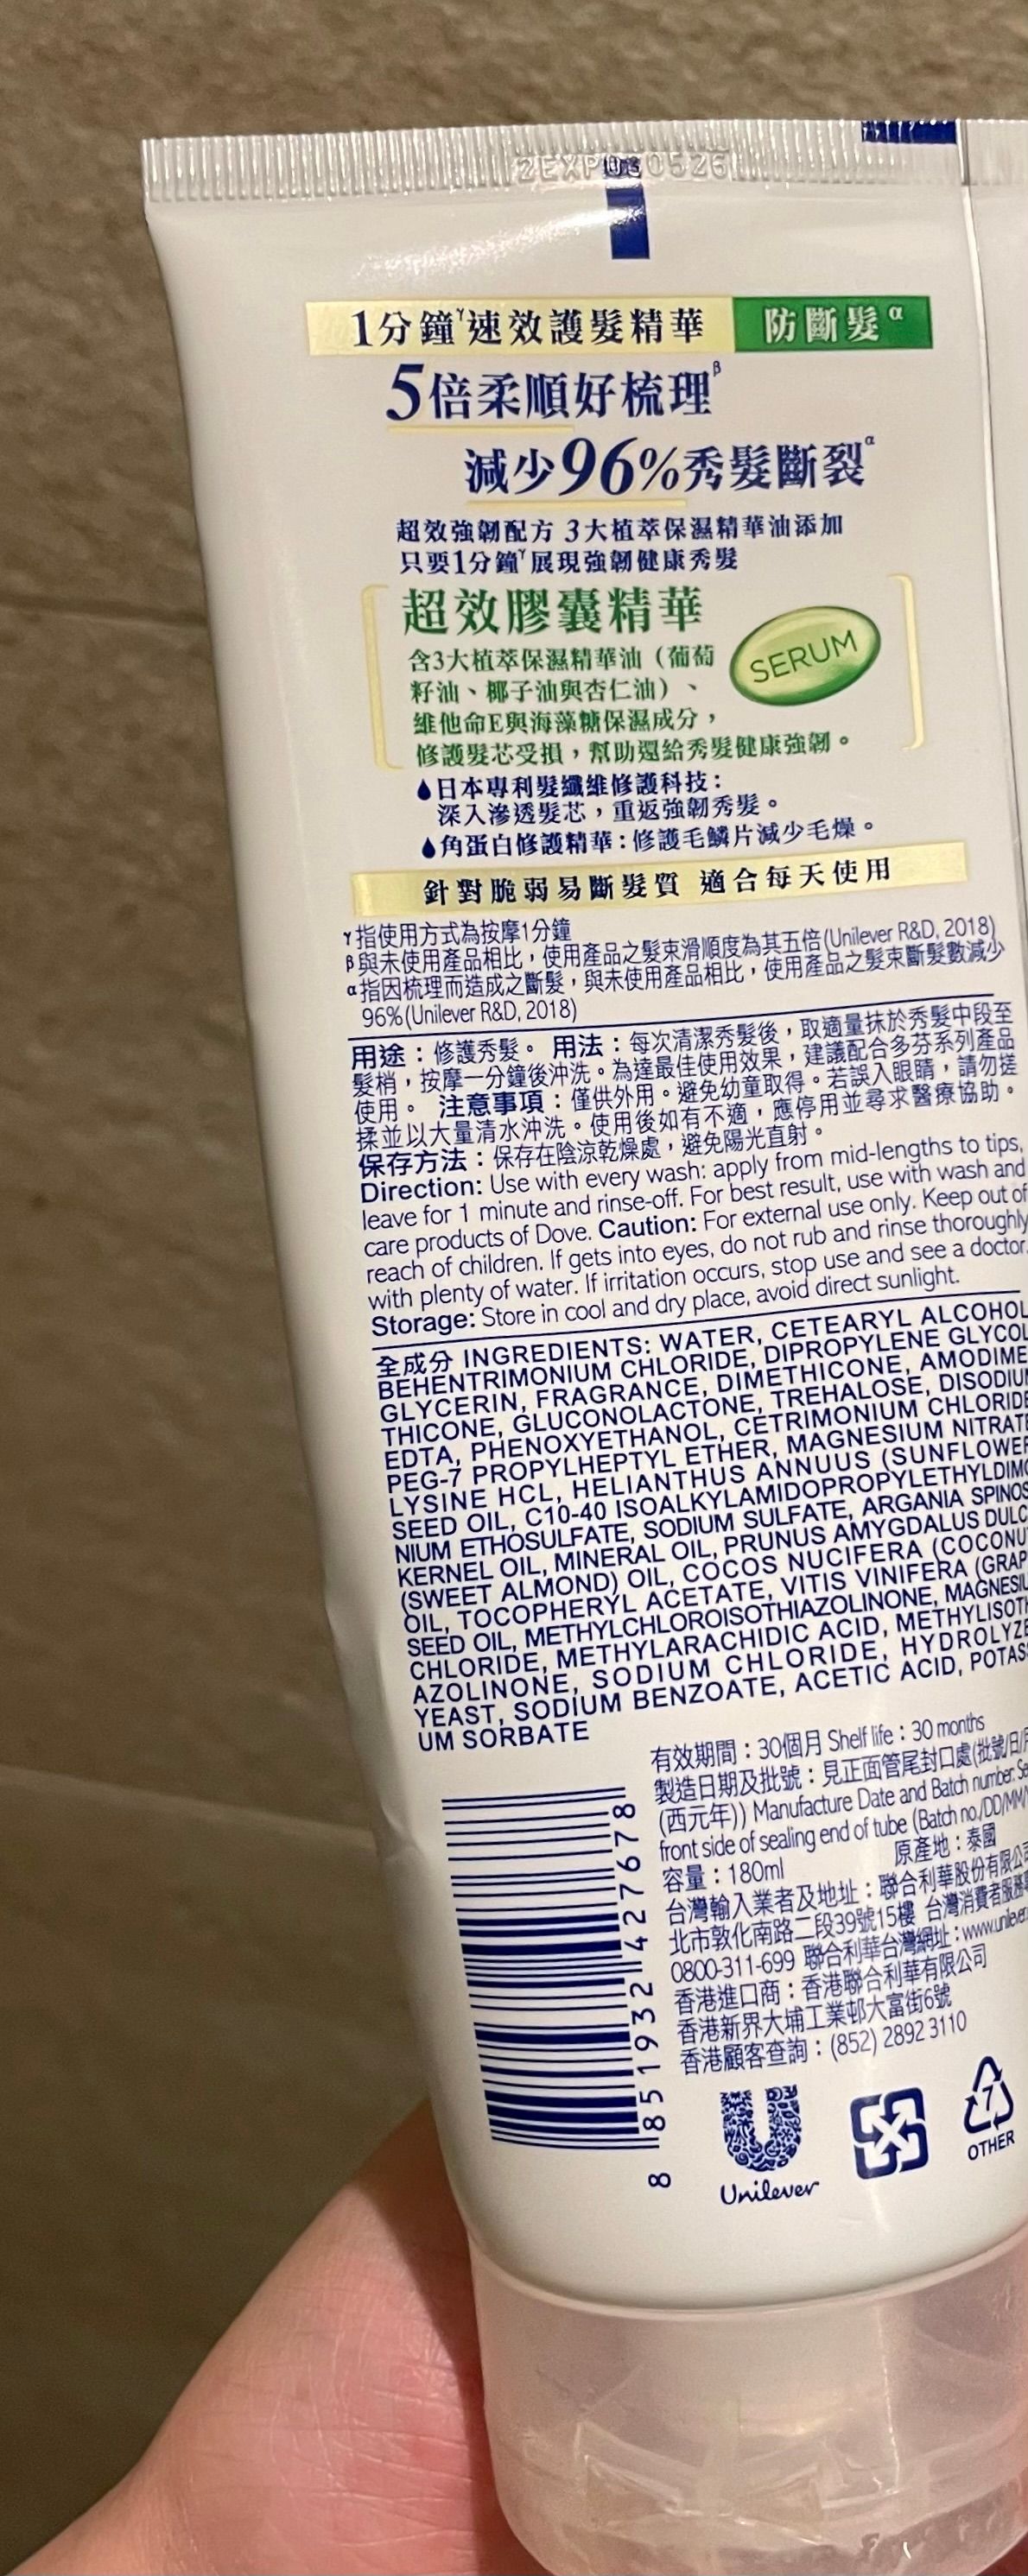 1分鐘γ速效護髮精華 防斷髮α
5倍柔順好梳理β
減少96%秀髮斷裂α
超效強韌配方 3大植萃保濕精華油添加
只要1分鐘γ展現強韌健康秀髮
超效膠囊精華
SERUM
含3大植萃保濕精華油（葡萄
籽油、椰子油與杏仁油）、
維他命E與海藻糖保濕成分，
修護髮芯受損，幫助還給秀髮健康強韌。
日本專利髮纖維修護科技：
深入滲透髮芯，重返強韌秀髮。
角蛋白修護精華：修護毛鱗片減少毛燥。
針對脆弱易斷髮質 適合每天使用
γ指使用方式為按摩1分鐘
β與未使用產品相比，使用產品之髮束滑順度為其五倍(Unilever R&D, 2018)
α指因梳理而造成之斷髮，與未使用產品相比，使用產品之髮束斷髮數減少
96%(Unilever R&D, 2018)
用途：修護秀髮。 用法：每次清潔秀髮後，取適量抹於秀髮中段至
髮梢，按摩一分鐘後沖洗。為達最佳使用效果，建議配合多芬系列產品
使用。 注意事項：僅供外用。避免幼童取得。若誤入眼睛，請勿搓
揉並以大量清水沖洗。使用後如有不適，應停用並尋求醫療協助。
保存方法：保存在陰涼乾燥處，避免陽光直射。
Direction: Use with every wash: apply from mid-lengths to tips,
leave for 1 minute and rinse-off. For best result, use with wash and
care products of Dove. Caution: For external use only. Keep out of
reach of children. If gets into eyes, do not rub and rinse thoroughly
with plenty of water. If irritation occurs, stop use and see a doctor.
Storage: Store in cool and dry place, avoid direct sunlight.
全成分 INGREDIENTS: WATER, CETEARYL ALCOHOL
BEHENTRIMONIUM CHLORIDE, DIPROPYLENE GLYCOL
GLYCERIN, FRAGRANCE, DIMETHICONE, AMODIME
THICONE, GLUCONOLACTONE, TREHALOSE, DISODIUM
EDTA, PHENOXYETHANOL, CETRIMONIUM CHLORIDE
PEG-7 PROPYLHEPTYL ETHER, MAGNESIUM NITRATE
LYSINE HCL, HELIANTHUS ANNUUS (SUNFLOWER
SEED OIL, C10-40 ISOALKYLAMIDOPROPYLETHYLDIMO
NIUM ETHOSULFATE, SODIUM SULFATE, ARGANIA SPINOS
KERNEL OIL, MINERAL OIL, PRUNUS AMYGDALUS DULC
(SWEET ALMOND) OIL, COCOS NUCIFERA (COCONU
OIL, TOCOPHERYL ACETATE, VITIS VINIFERA (GRAP
SEED OIL, METHYLCHLOROISOTHIAZOLINONE, MAGNESIU
CHLORIDE, METHYLARACHIDIC ACID, METHYLISOTH
AZOLINONE, SODIUM CHLORIDE, HYDROLYZE
YEAST, SODIUM BENZOATE, ACETIC ACID, POTASS
UM SORBATE
有效期間：30個月 Shelf life：30 months
製造日期及批號：見正面管尾封口處(批號/日/月
(西元年)) Manufacture Date and Batch number: Se
front side of sealing end of tube (Batch no./DD/MM/
容量：180ml 原產地：泰國
台灣輸入業者及地址：聯合利華股份有限公司
北市敦化南路二段39號15樓 台灣消費者服務
0800-311-699 聯合利華台灣網址：www.unilever
香港進口商：香港聯合利華有限公司
香港新界大埔工業邨大富街6號
香港顧客查詢：(852) 2892 3110
8 851932 427678
Unilever
7
OTHER